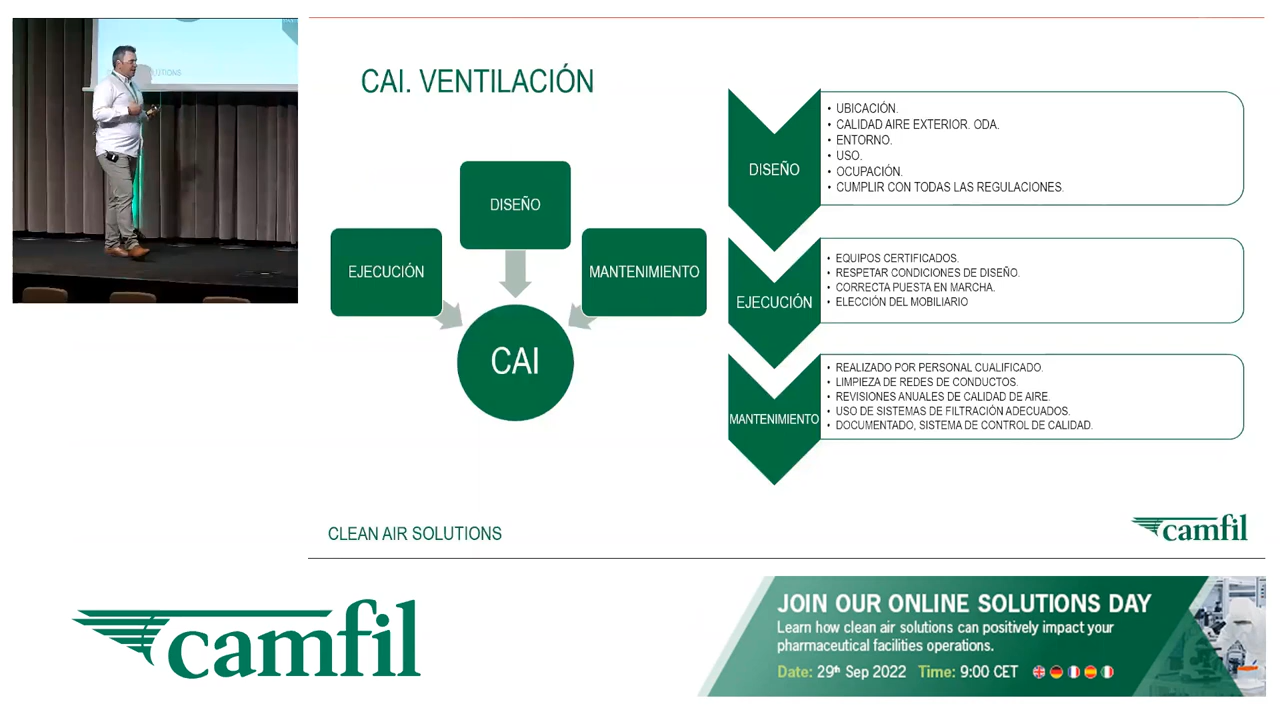 SOLUTIONS
CAI. VENTILACIÓN
DISEÑO
EJECUCIÓN
MANTENIMIENTO
CAI
DISEÑO
• UBICACIÓN.
• CALIDAD AIRE EXTERIOR. ODA.
• ENTORNO.
• USO.
• OCUPACIÓN.
• CUMPLIR CON TODAS LAS REGULACIONES.
EJECUCIÓN
• EQUIPOS CERTIFICADOS.
• RESPETAR CONDICIONES DE DISEÑO.
• CORRECTA PUESTA EN MARCHA.
• ELECCIÓN DEL MOBILIARIO
MANTENIMIENTO
• REALIZADO POR PERSONAL CUALIFICADO.
• LIMPIEZA DE REDES DE CONDUCTOS.
• REVISIONES ANUALES DE CALIDAD DE AIRE.
• USO DE SISTEMAS DE FILTRACIÓN ADECUADOS.
• DOCUMENTADO, SISTEMA DE CONTROL DE CALIDAD.
CLEAN AIR SOLUTIONS
camfil
camfil
JOIN OUR ONLINE SOLUTIONS DAY
Learn how clean air solutions can positively impact your
pharmaceutical facilities operations.
Date: 29th Sep 2022 Time: 9:00 CET